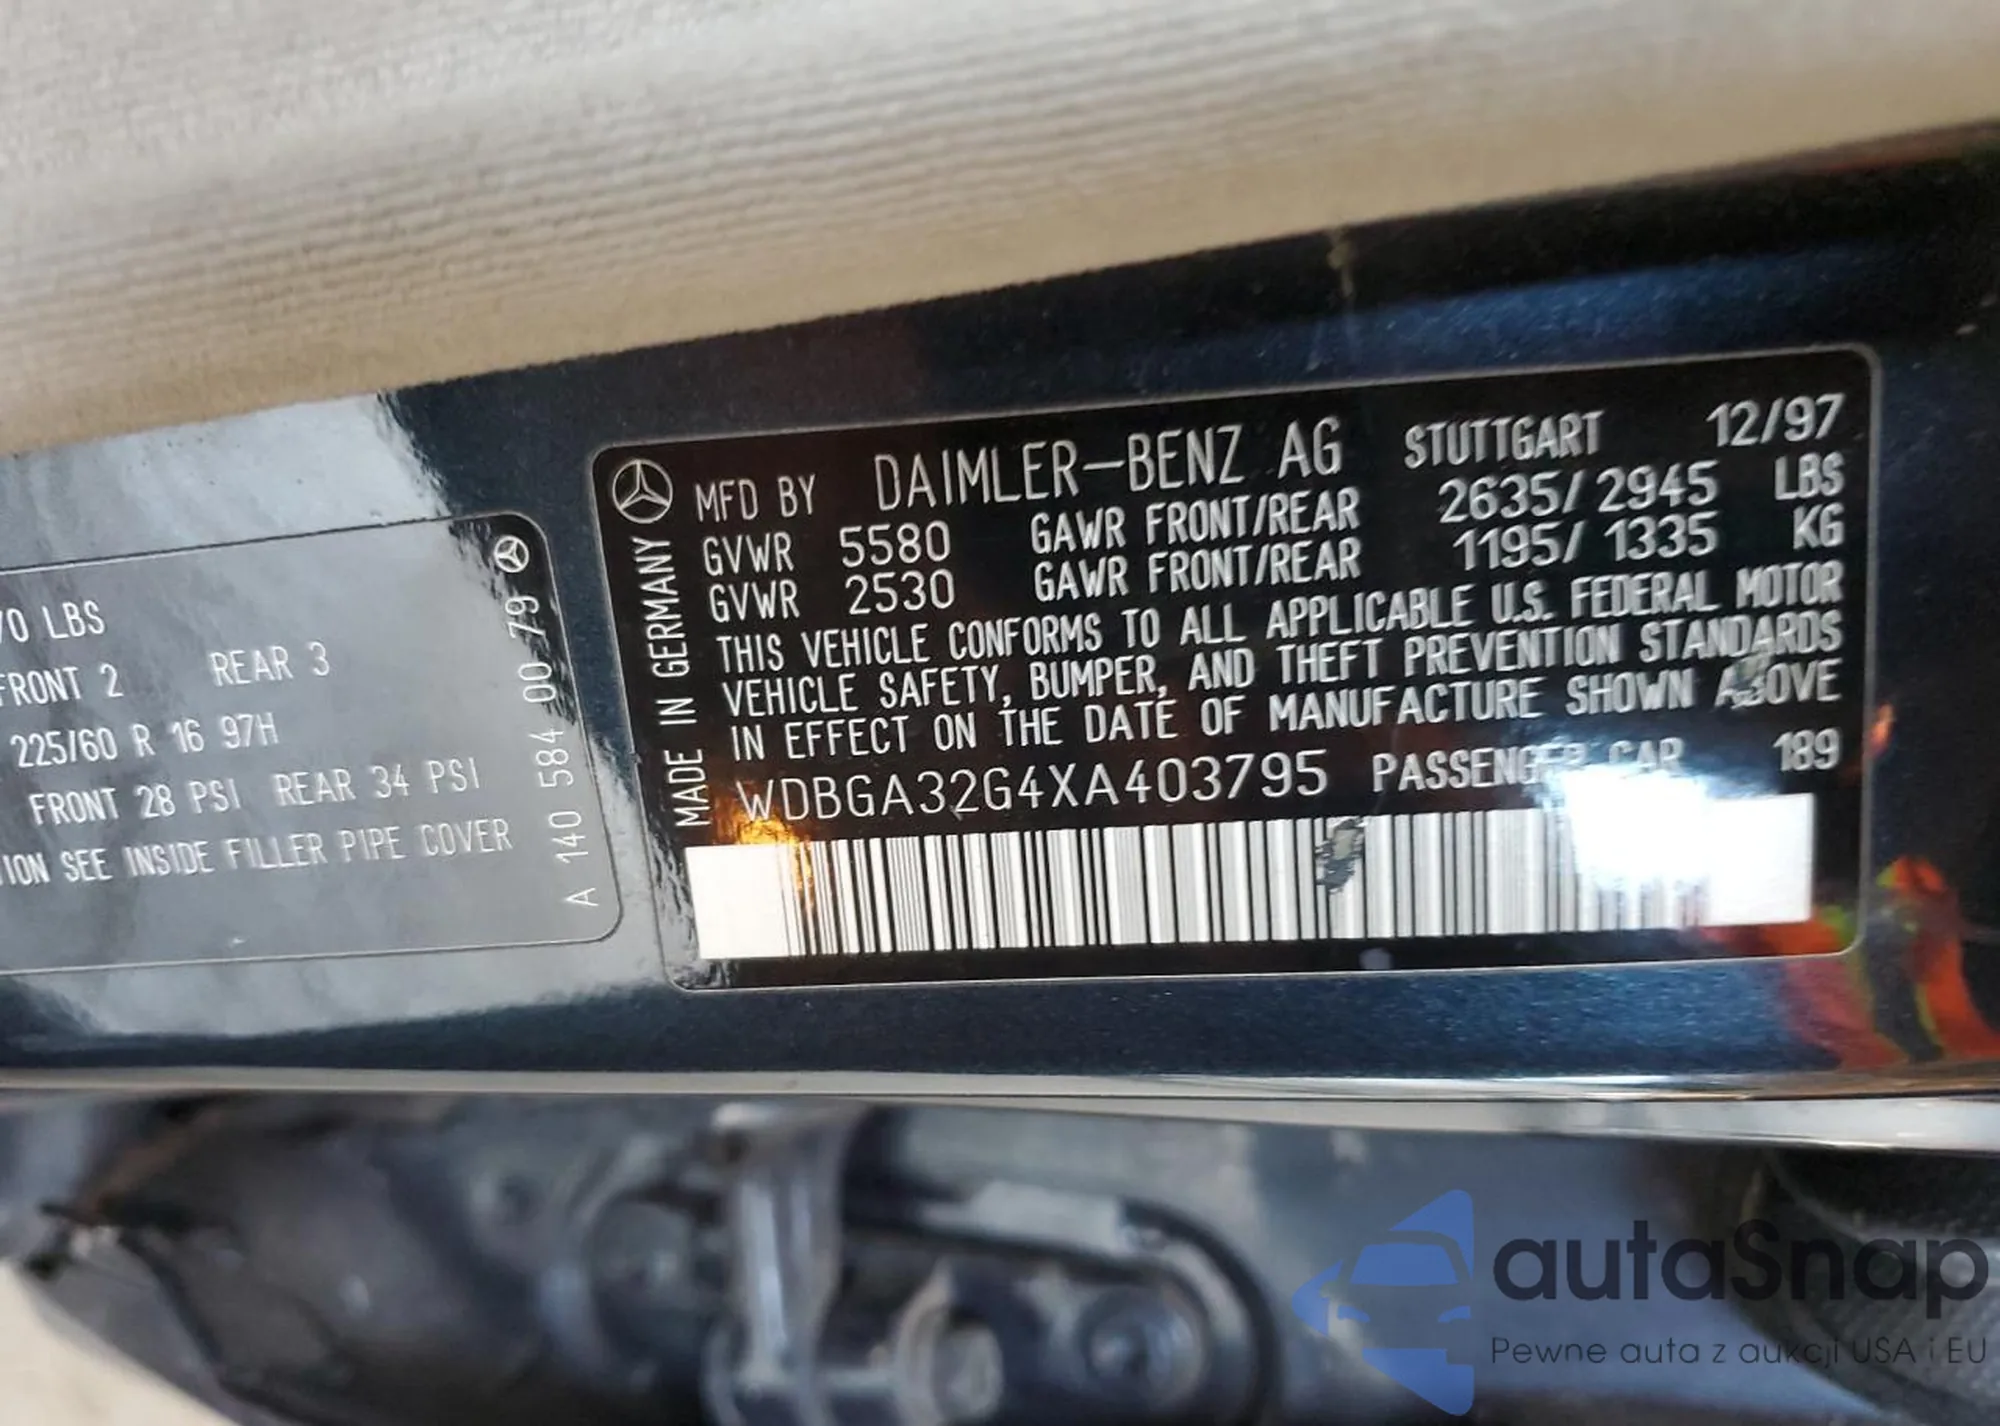 70 LBS
FRONT 2 REAR 3
225/60 R 16 97H
FRONT 28 PSI REAR 34 PSI
ION SEE INSIDE FILLER PIPE COVER
A 140 584 00 79
MADE IN GERMANY
MFD BY DAIMLER-BENZ AG STUTTGART 12/97
GVWR 5580 GAWR FRONT/REAR 2635/2945 LBS
GVWR 2530 GAWR FRONT/REAR 1195/1335 KG
THIS VEHICLE CONFORMS TO ALL APPLICABLE U.S. FEDERAL MOTOR
VEHICLE SAFETY, BUMPER, AND THEFT PREVENTION STANDARDS
IN EFFECT ON THE DATE OF MANUFACTURE SHOWN ABOVE
WDBGA32G4XA403795 PASSENGER CAR 189
autaSnap
Pewne auta z aukcji USA i EU